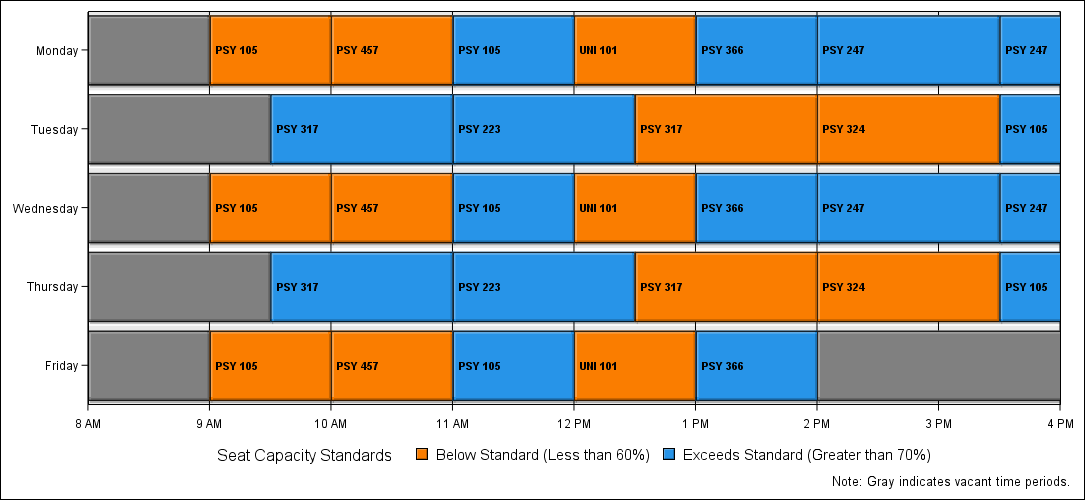 Monday PSY 105 PSY 457 PSY 105 UNI 101 PSY 366 PSY 247 PSY 247
Tuesday PSY 317 PSY 223 PSY 317 PSY 324 PSY 105
Wednesday PSY 105 PSY 457 PSY 105 UNI 101 PSY 366 PSY 247 PSY 247
Thursday PSY 317 PSY 223 PSY 317 PSY 324 PSY 105
Friday PSY 105 PSY 457 PSY 105 UNI 101 PSY 366
8 AM 9 AM 10 AM 11 AM 12 PM 1 PM 2 PM 3 PM 4 PM
Seat Capacity Standards Below Standard (Less than 60%) Exceeds Standard (Greater than 70%)
Note: Gray indicates vacant time periods.